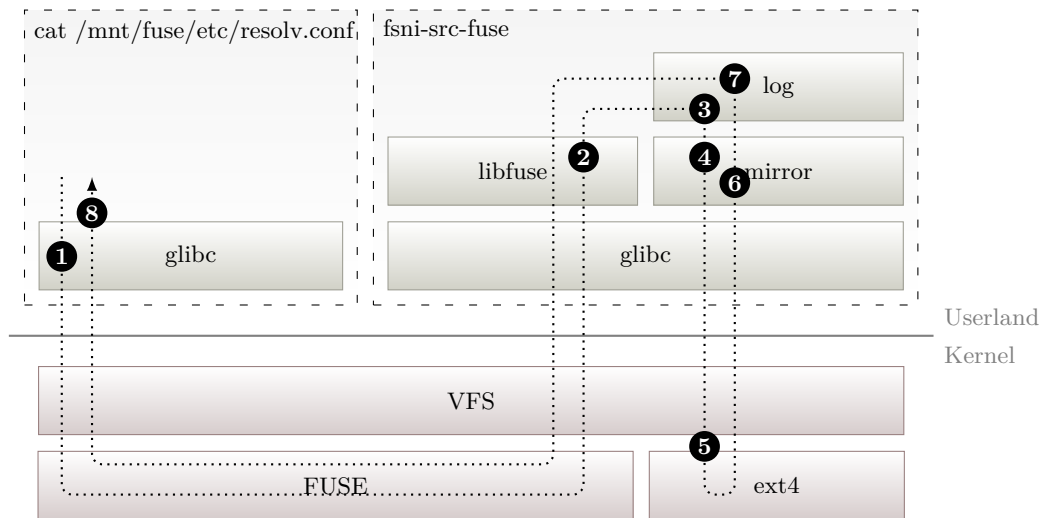 cat /mnt/fuse/etc/resolv.conf
fsni-src-fuse
7
log
3
2
4
libfuse
mirror
6
8
1
glibc
glibc
Userland
Kernel
VFS
5
FUSE
ext4